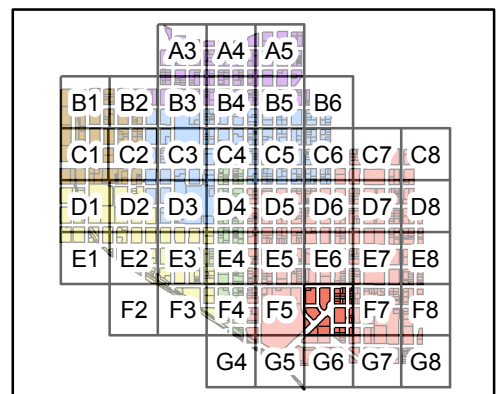 A3 A4 A5
B1 B2 B3 B4 B5 B6
C1 C2 C3 C4 C5 C6 C7 C8
D1 D2 D3 D4 D5 D6 D7 D8
E1 E2 E3 E4 E5 E6 E7 E8
F2 F3 F4 F5 F7 F8
G4 G5 G6 G7 G8